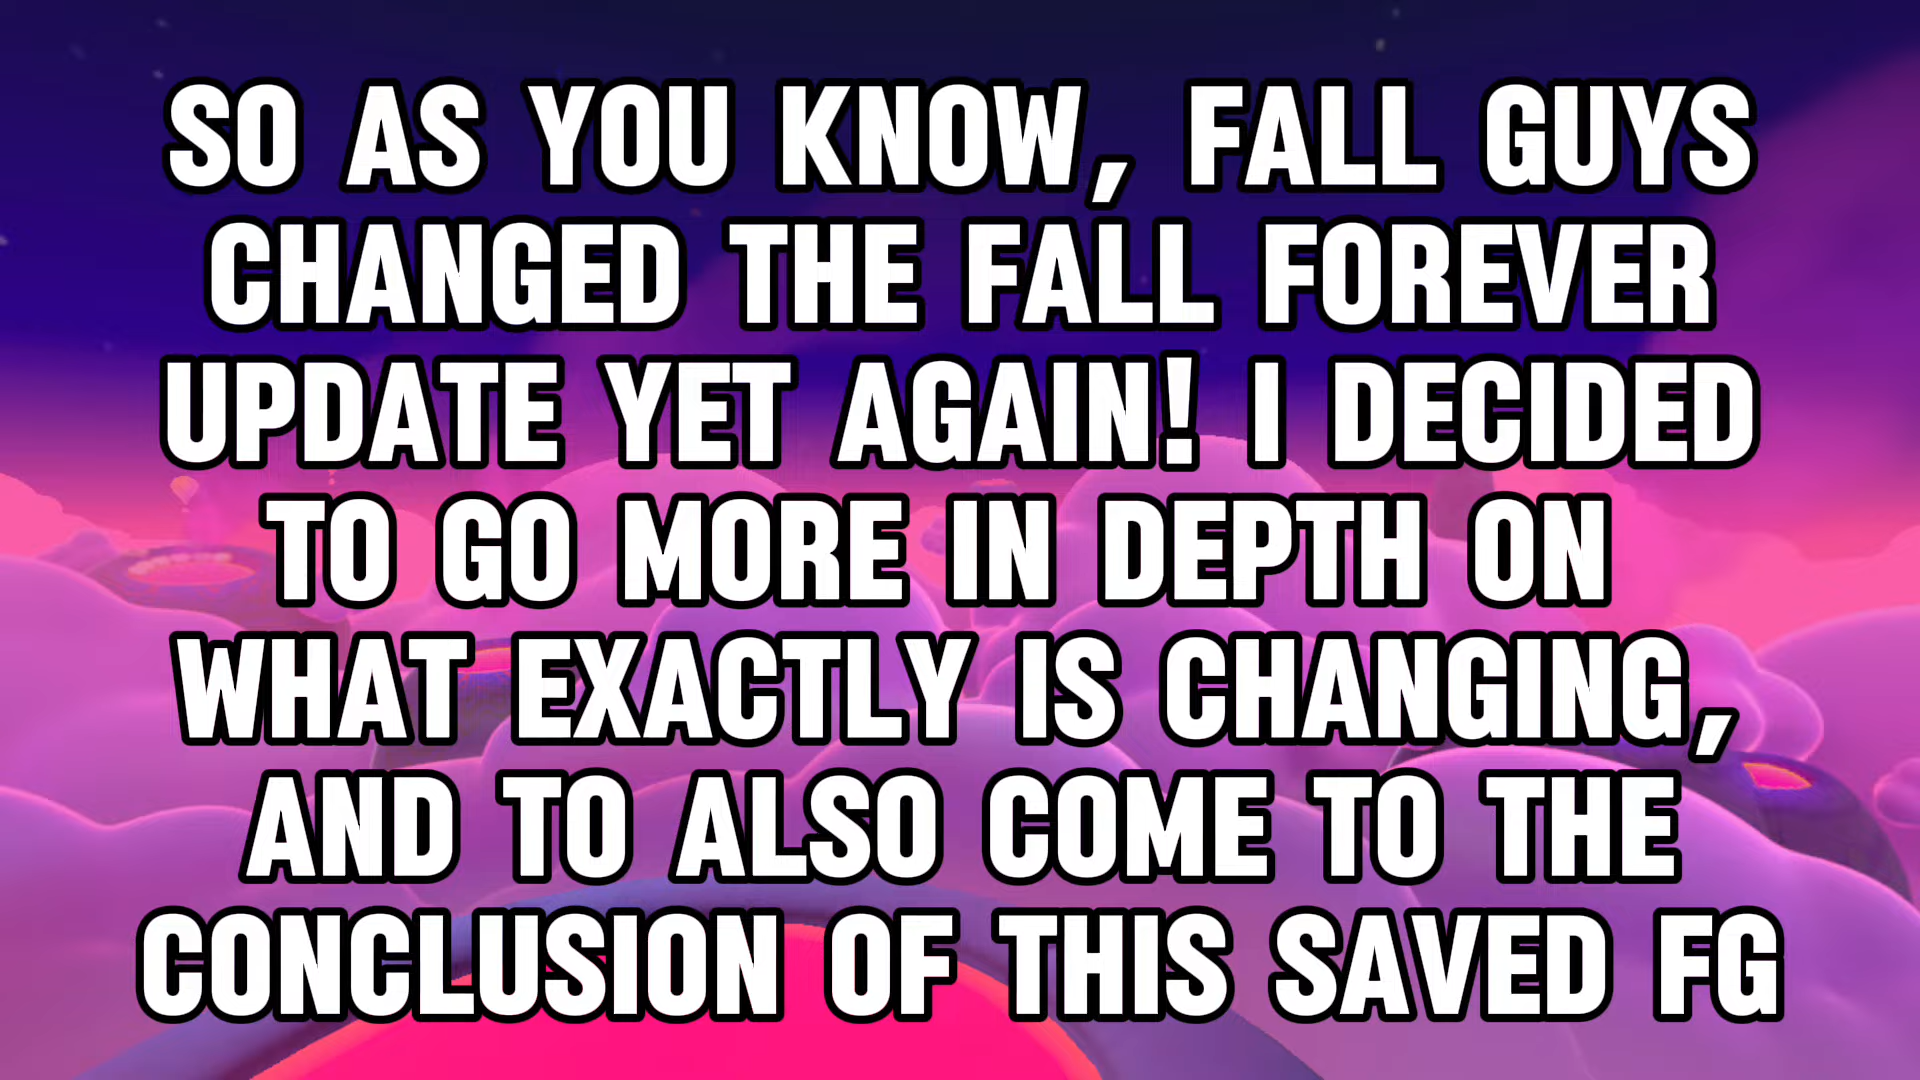 SO AS YOU KNOW, FALL GUYS
CHANGED THE FALL FOREVER
UPDATE YET AGAIN! I DECIDED
TO GO MORE IN DEPTH ON
WHAT EXACTLY IS CHANGING,
AND TO ALSO COME TO THE
CONCLUSION OF THIS SAVED FG